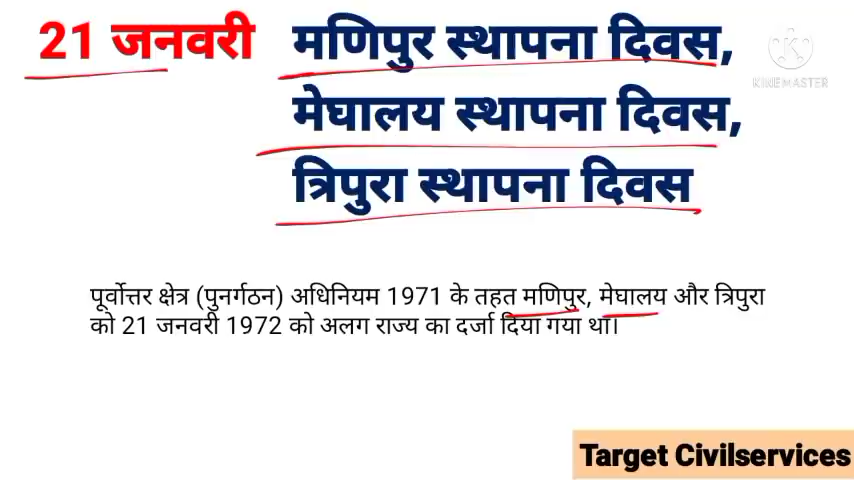 21 जनवरी मणिपुर स्थापना दिवस,
मेघालय स्थापना दिवस,
त्रिपुरा स्थापना दिवस
KINEMASTER
पूर्वोत्तर क्षेत्र (पुनर्गठन) अधिनियम 1971 के तहत मणिपुर, मेघालय और त्रिपुरा
को 21 जनवरी 1972 को अलग राज्य का दर्जा दिया गया था।
Target Civilservices